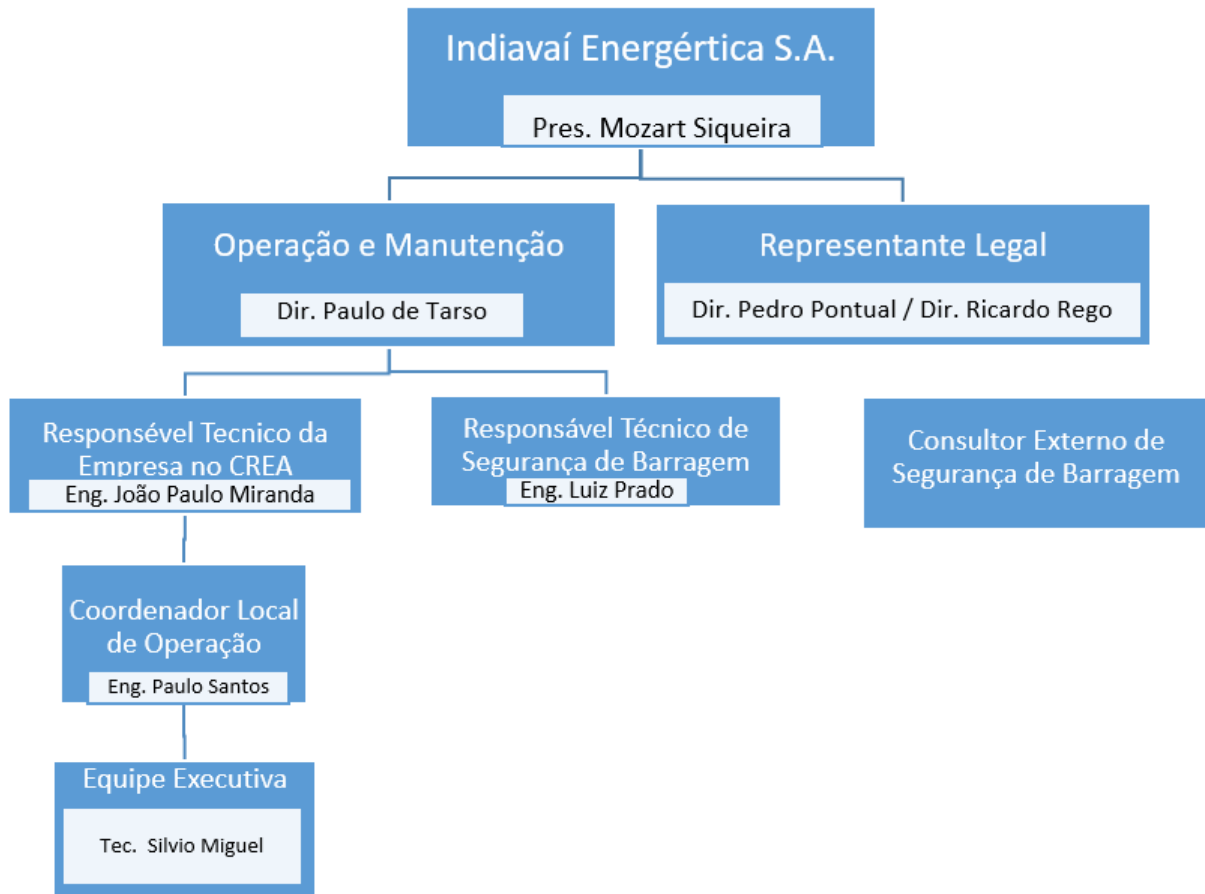 Indiavaí Energértica S.A.
Pres. Mozart Siqueira
Operação e Manutenção
Dir. Paulo de Tarso
Representante Legal
Dir. Pedro Pontual / Dir. Ricardo Rego
Responsével Tecnico da
Empresa no CREA
Eng. João Paulo Miranda
Responsável Técnico de
Segurança de Barragem
Eng. Luiz Prado
Consultor Externo de
Segurança de Barragem
Coordenador Local
de Operação
Eng. Paulo Santos
Equipe Executiva
Tec. Silvio Miguel